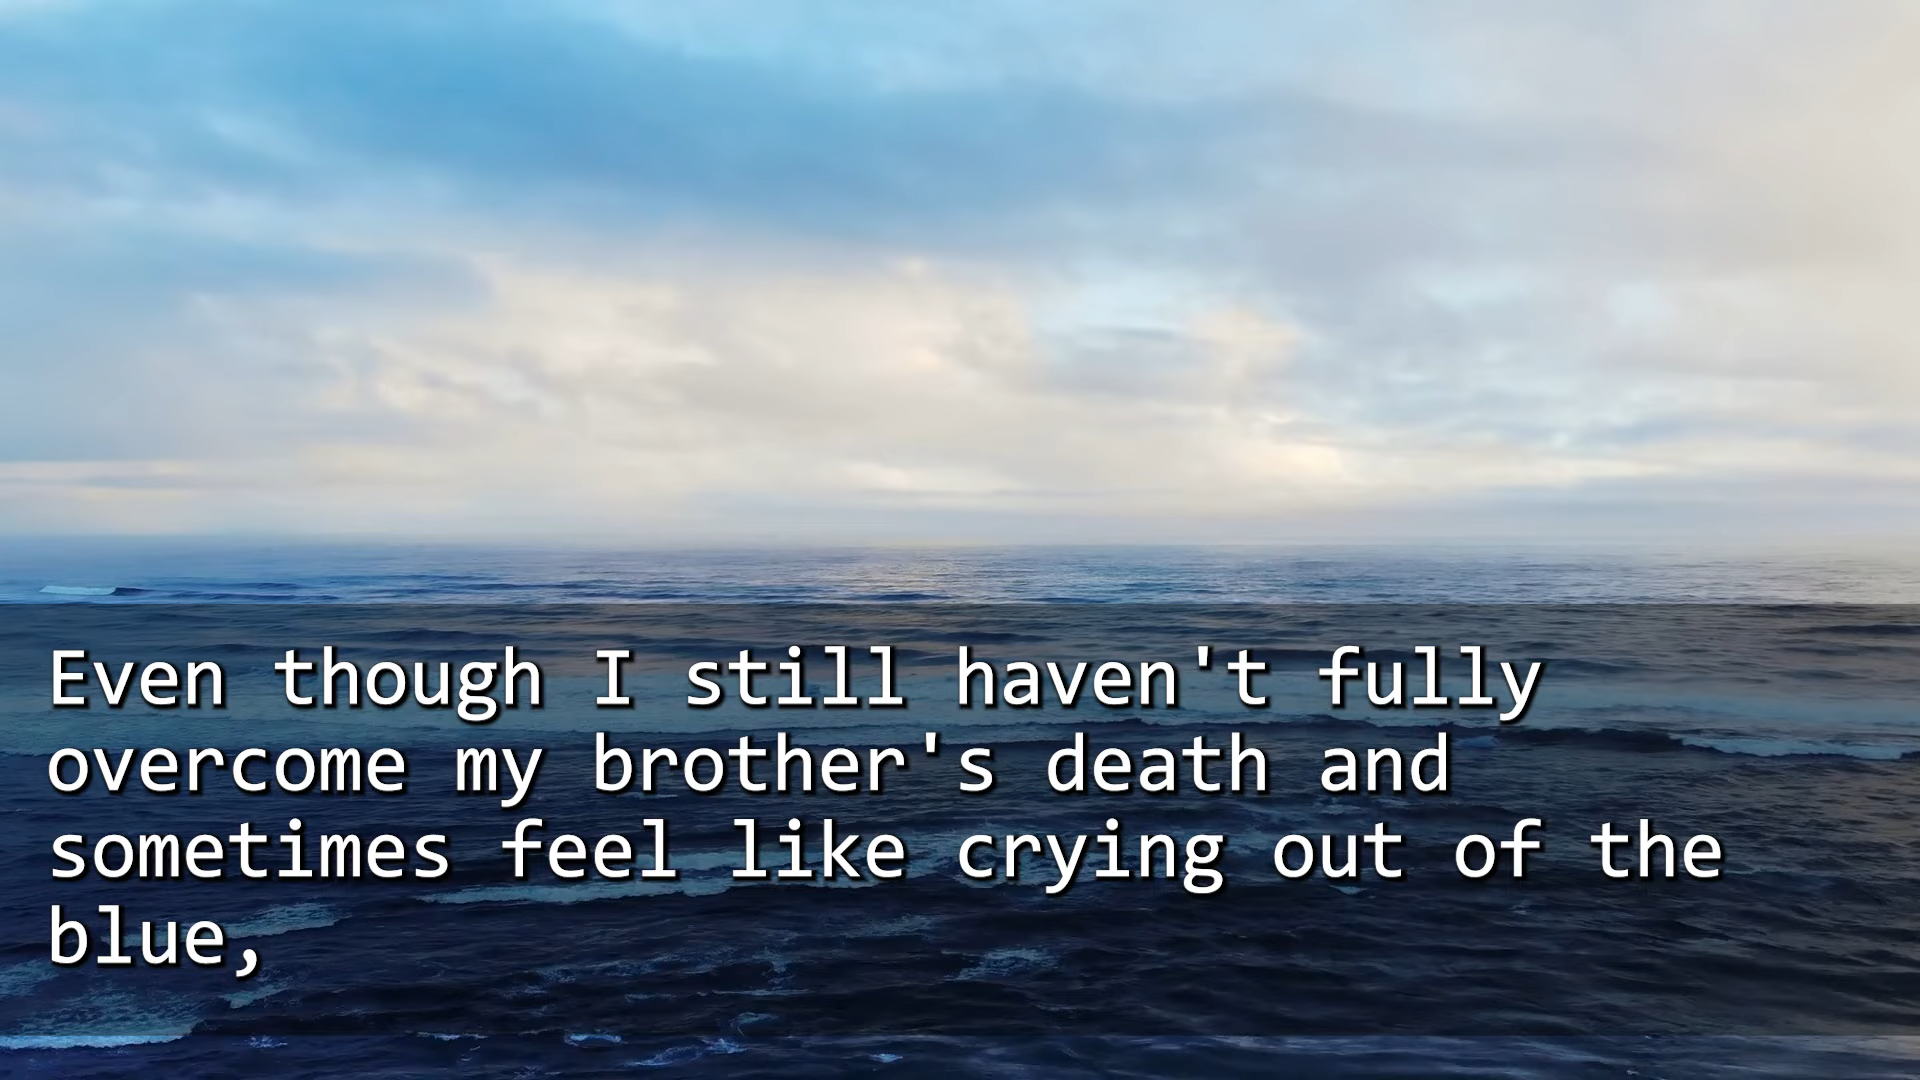 Even though I still haven't fully
overcome my brother's death and
sometimes feel like crying out of the
blue,